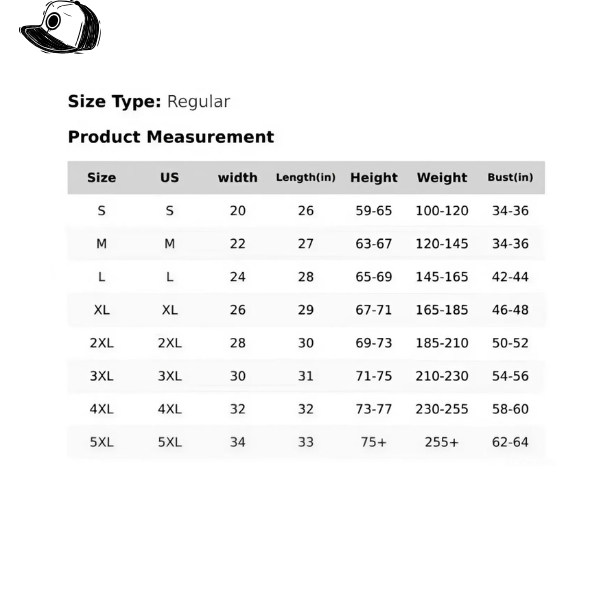 Size Type: Regular
Product Measurement
Size US width Length(in) Height Weight Bust(in)
S S 20 26 59-65 100-120 34-36
M M 22 27 63-67 120-145 34-36
L L 24 28 65-69 145-165 42-44
XL XL 26 29 67-71 165-185 46-48
2XL 2XL 28 30 69-73 185-210 50-52
3XL 3XL 30 31 71-75 210-230 54-56
4XL 4XL 32 32 73-77 230-255 58-60
5XL 5XL 34 33 75+ 255+ 62-64